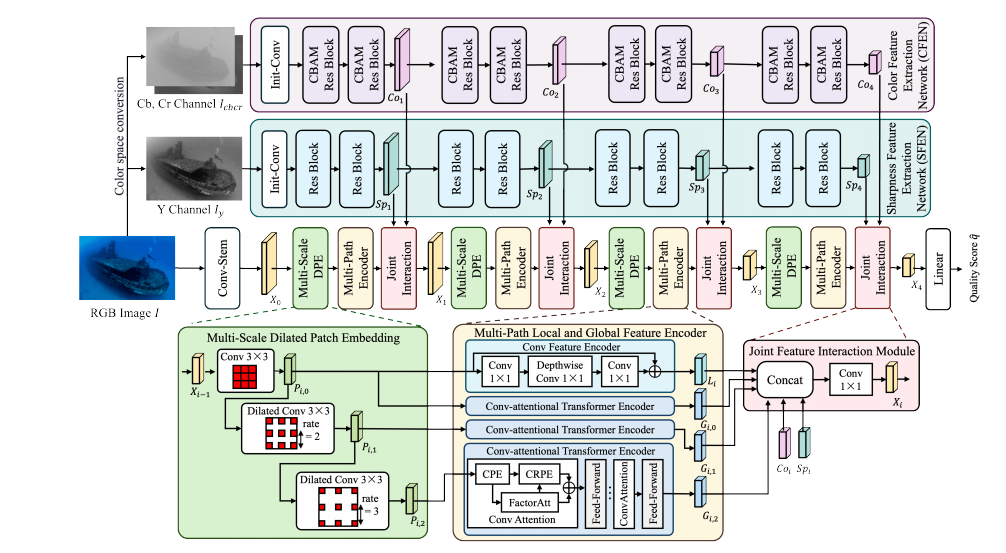 Color space conversion
Cb, Cr Channel I_cbcr
Y Channel I_y
RGB Image I
Init-Conv
CBAM Res Block
CBAM Res Block
Co_1
CBAM Res Block
CBAM Res Block
Co_2
CBAM Res Block
CBAM Res Block
Co_3
CBAM Res Block
CBAM Res Block
Co_4
Color Feature
Extraction
Network (CFEN)
Init-Conv
Res Block
Res Block
Sp_1
Res Block
Res Block
Sp_2
Res Block
Res Block
Sp_3
Res Block
Res Block
Sp_4
Sharpness Feature
Extraction
Network (SFEN)
Conv-Stem
X_0
Multi-Scale DPE
Multi-Path Encoder
Joint Interaction
X_1
Multi-Scale DPE
Multi-Path Encoder
Joint Interaction
X_2
Multi-Scale DPE
Multi-Path Encoder
Joint Interaction
X_3
Multi-Scale DPE
Multi-Path Encoder
Joint Interaction
X_4
Linear
Quality Score q̂
Multi-Scale Dilated Patch Embedding
X_{i−1}
Conv 3×3
P_{i,0}
Dilated Conv 3×3
rate
= 2
P_{i,1}
Dilated Conv 3×3
rate
= 3
P_{i,2}
Multi-Path Local and Global Feature Encoder
Conv Feature Encoder
Conv
1×1
Depthwise
Conv 1×1
Conv
1×1
L_i
Conv-attentional Transformer Encoder
G_{i,0}
Conv-attentional Transformer Encoder
G_{i,1}
Conv-attentional Transformer Encoder
CPE
CRPE
FactorAtt
Conv Attention
Feed-Forward
...
ConvAttention
Feed-Forward
G_{i,2}
Joint Feature Interaction Module
Concat
Conv
1×1
X_i
Co_i
Sp_i